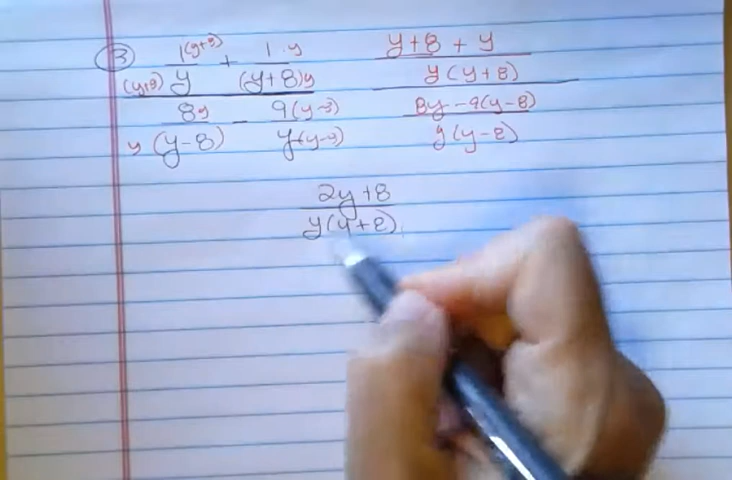 ③ 1(y+8) + 1·y y+8 + y
(y+8) y (y+8)y y(y+8)
8y - 9(y-8) 8y-9(y-8)
y (y-8) y(y-8) y(y-8)
2y+8
y(y+8)